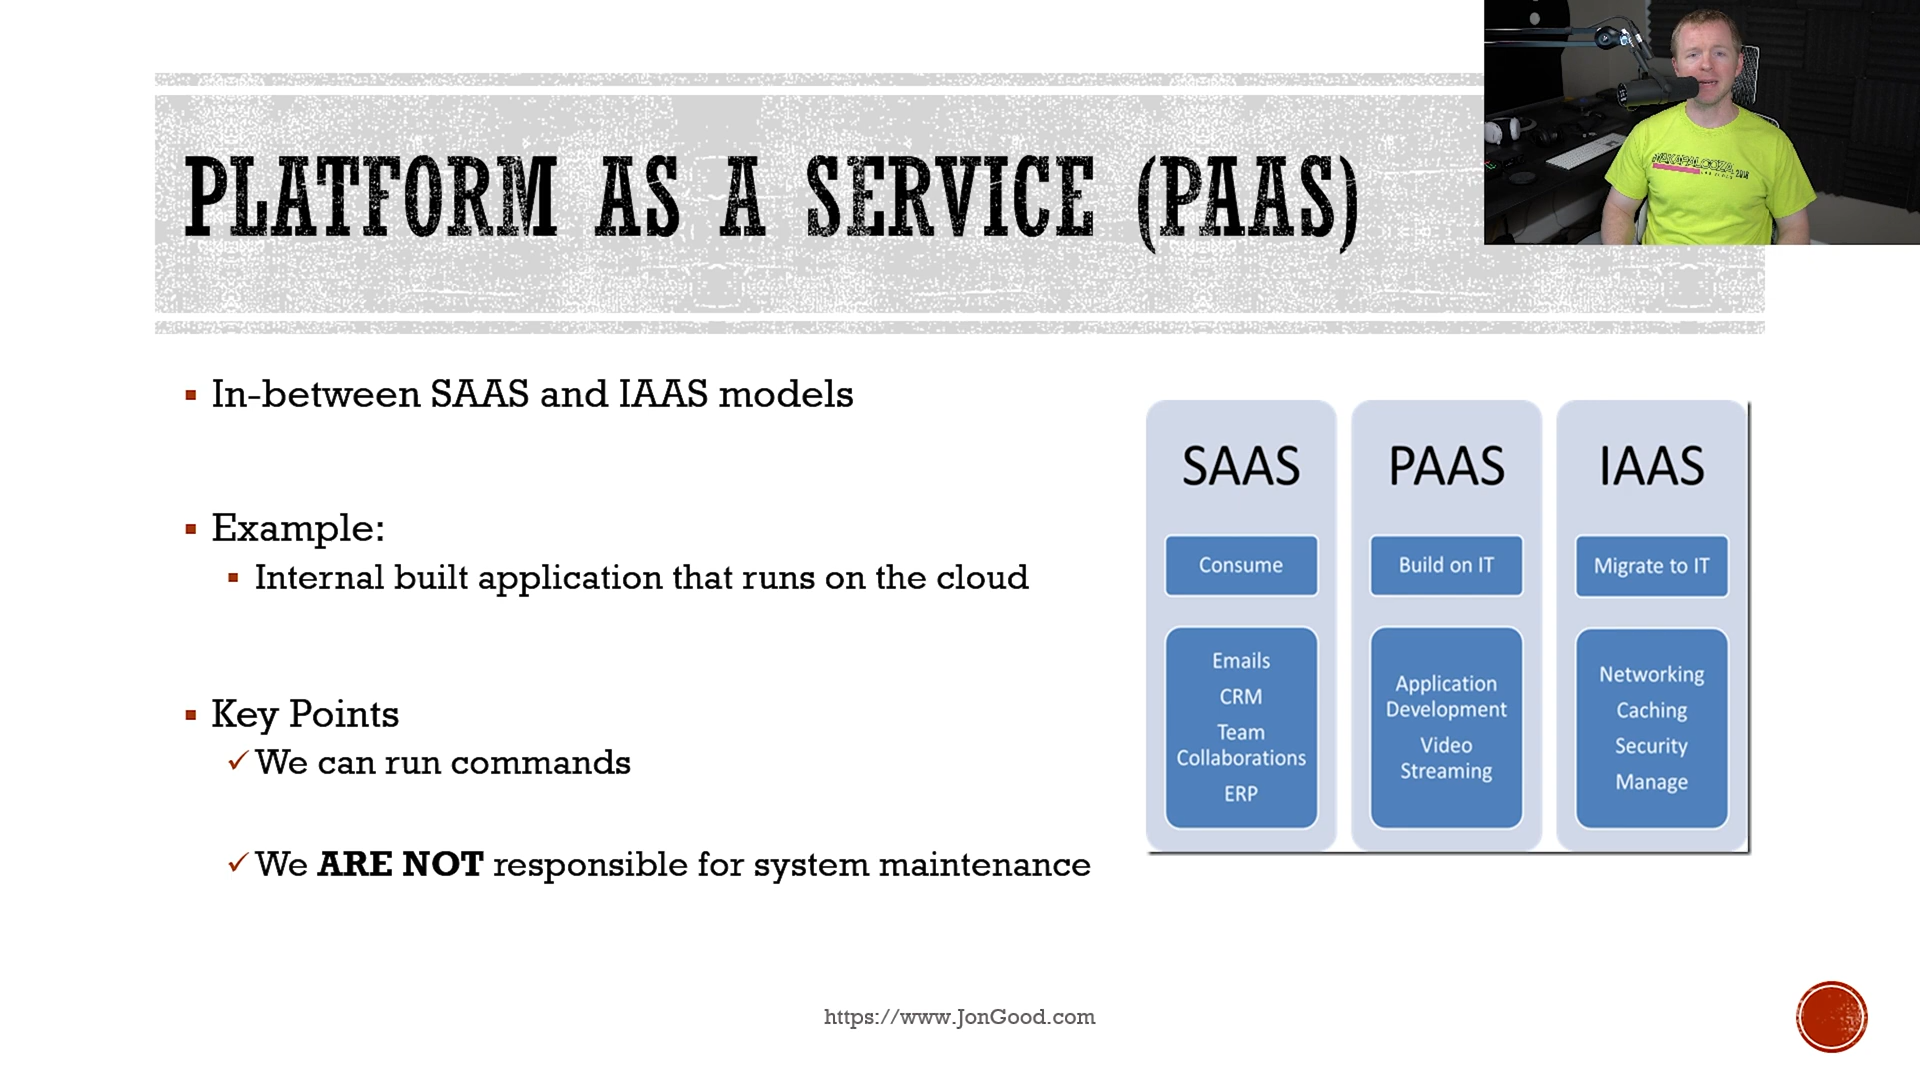 PLATFORM AS A SERVICE (PAAS)
In-between SAAS and IAAS models
Example:
Internal built application that runs on the cloud
Key Points
We can run commands
We ARE NOT responsible for system maintenance
SAAS
Consume
Emails
CRM
Team
Collaborations
ERP
PAAS
Build on IT
Application
Development
Video
Streaming
IAAS
Migrate to IT
Networking
Caching
Security
Manage
https://www.JonGood.com